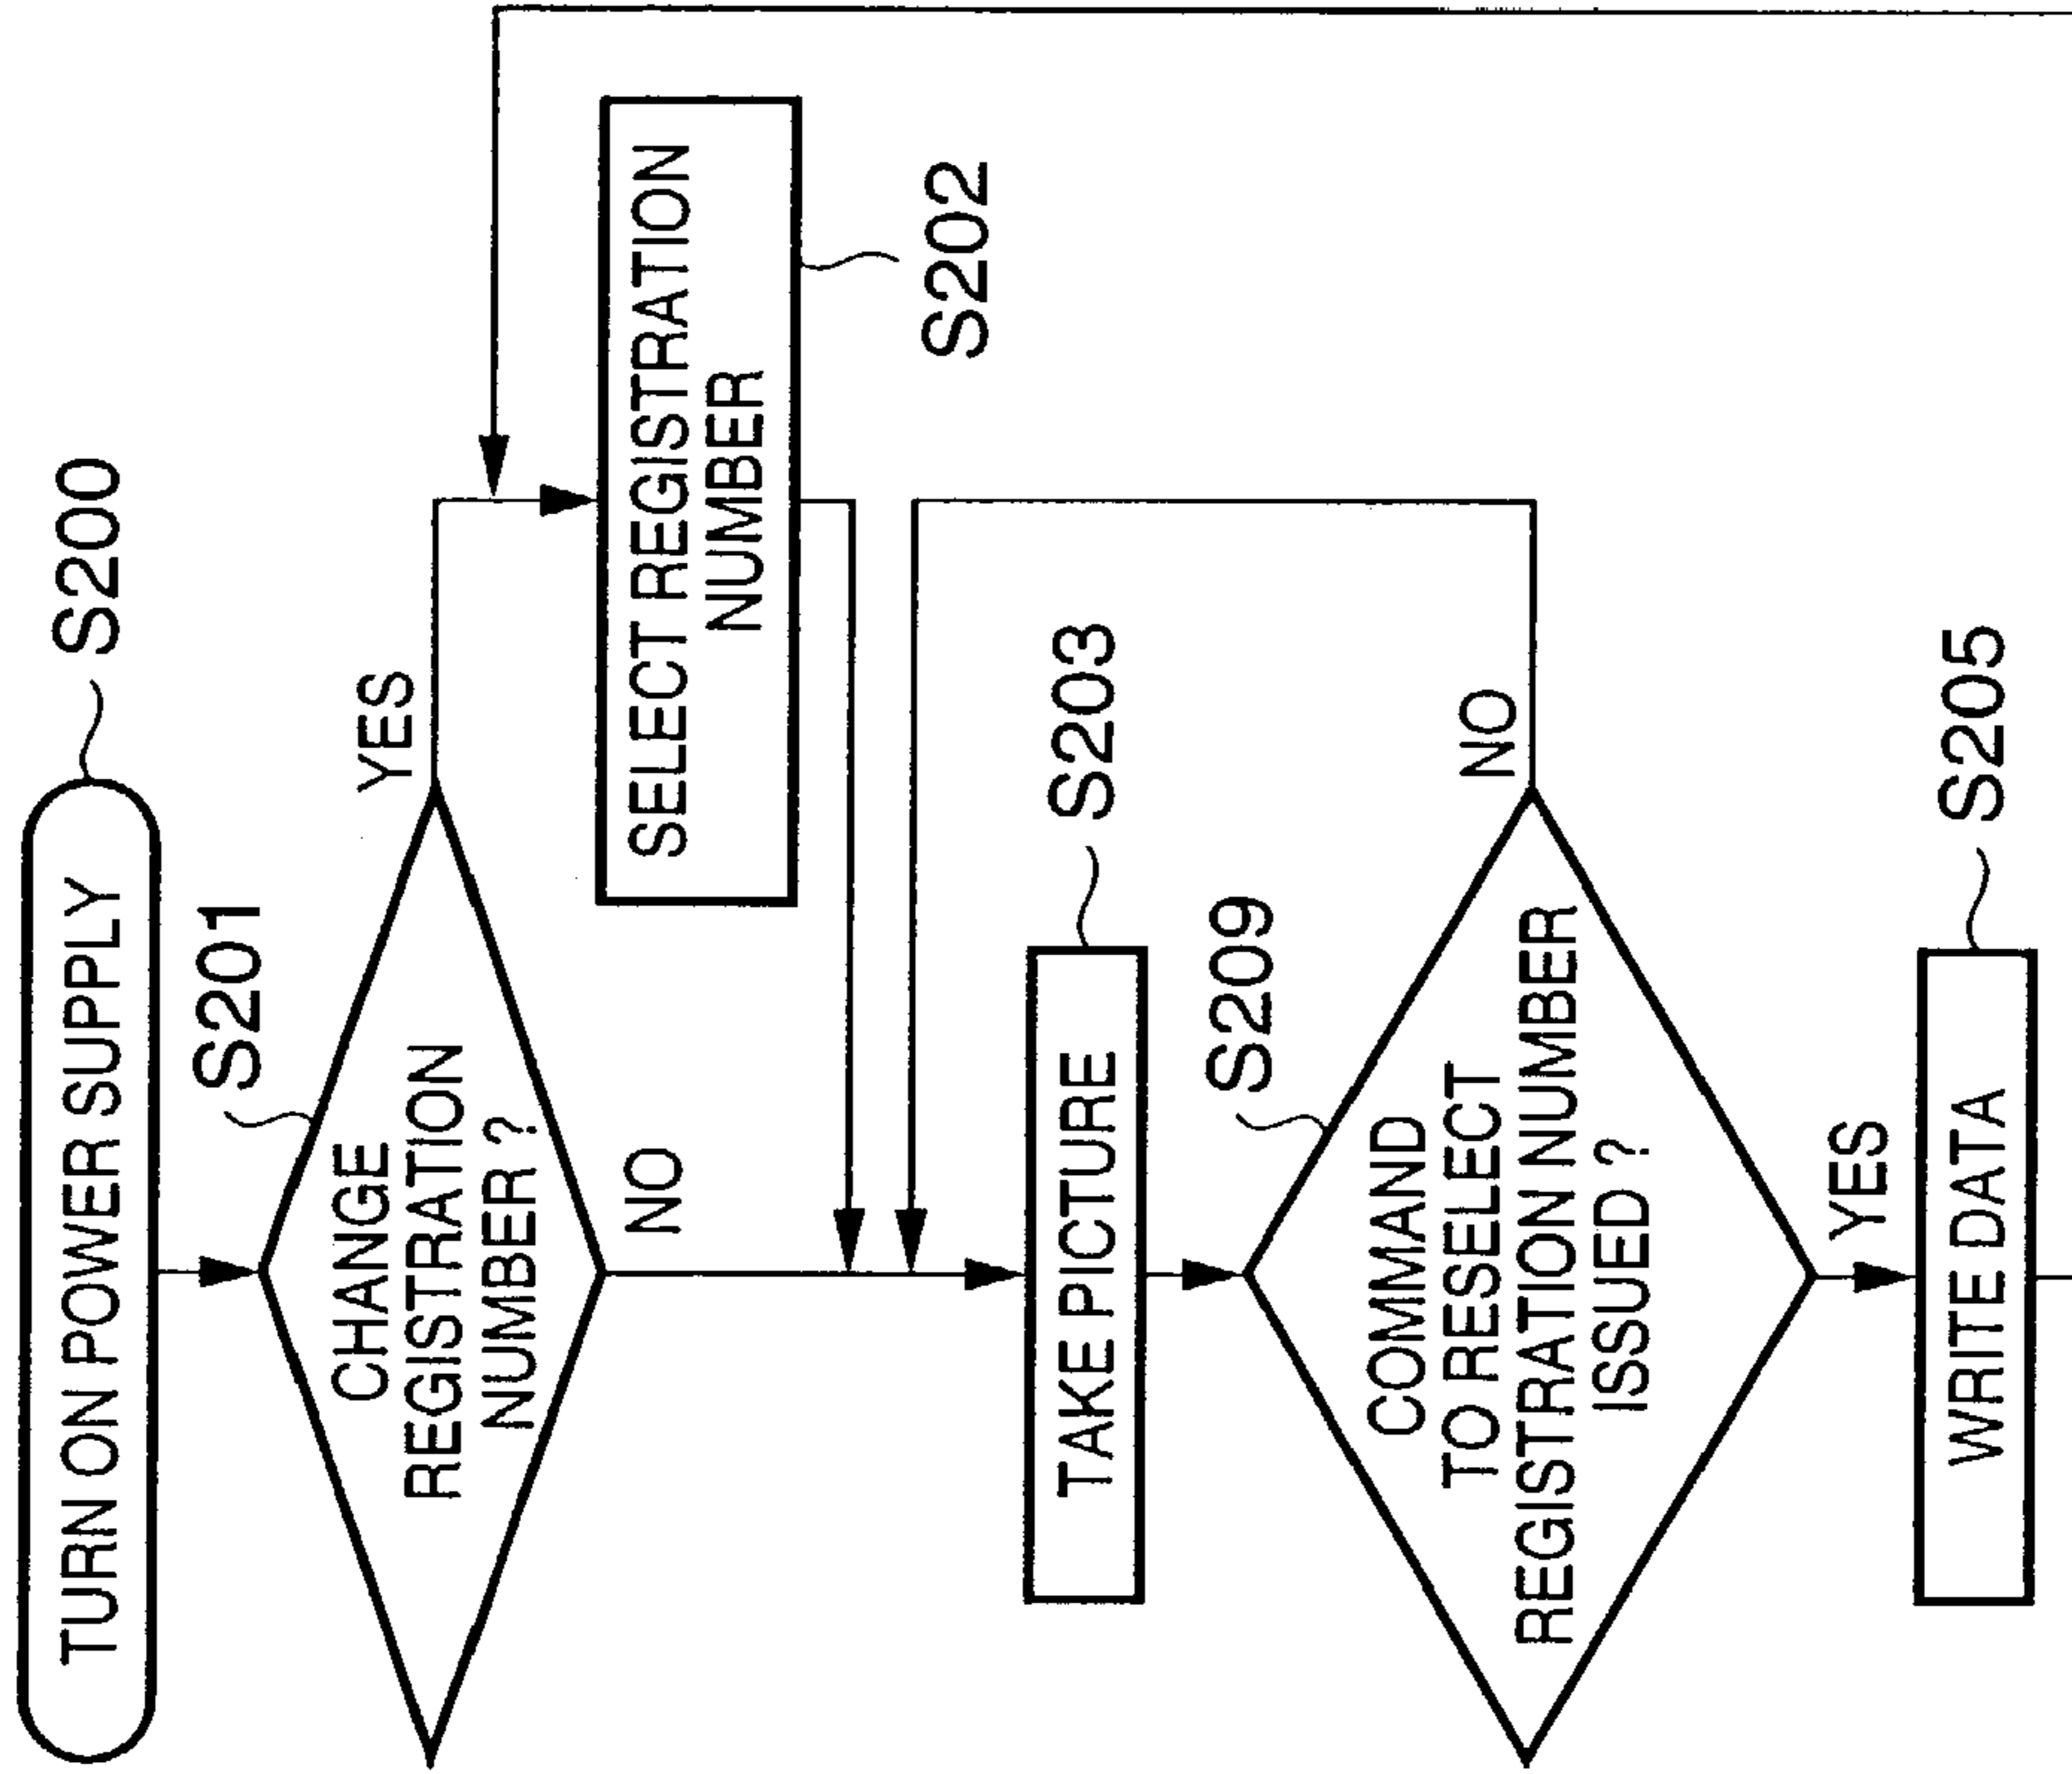 TURN ON POWER SUPPLY
S200
S201
CHANGE
REGISTRATION
NUMBER ?
YES
NO
SELECT REGISTRATION
NUMBER
S202
S203
TAKE PICTURE
S209
COMMAND
TO RESELECT
REGISTRATION NUMBER
ISSUED ?
NO
YES
S205
WRITE DATA